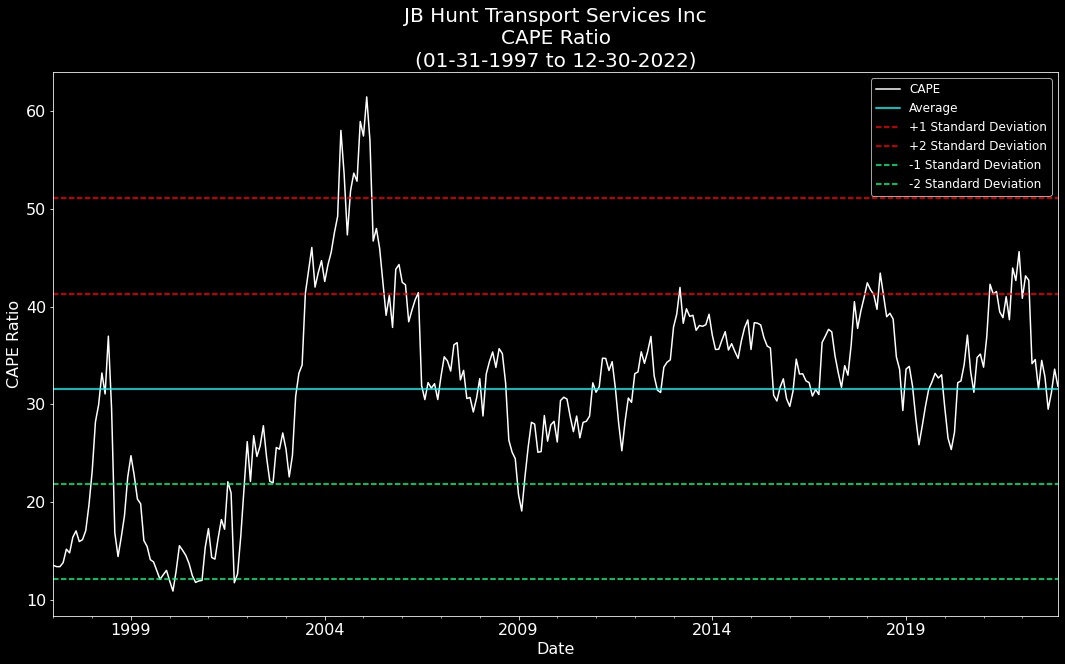 JB Hunt Transport Services Inc
CAPE Ratio
(01-31-1997 to 12-30-2022)
CAPE
Average
+1 Standard Deviation
+2 Standard Deviation
-1 Standard Deviation
-2 Standard Deviation
60
50
40
30
20
10
CAPE Ratio
1999
2004
2009
2014
2019
Date